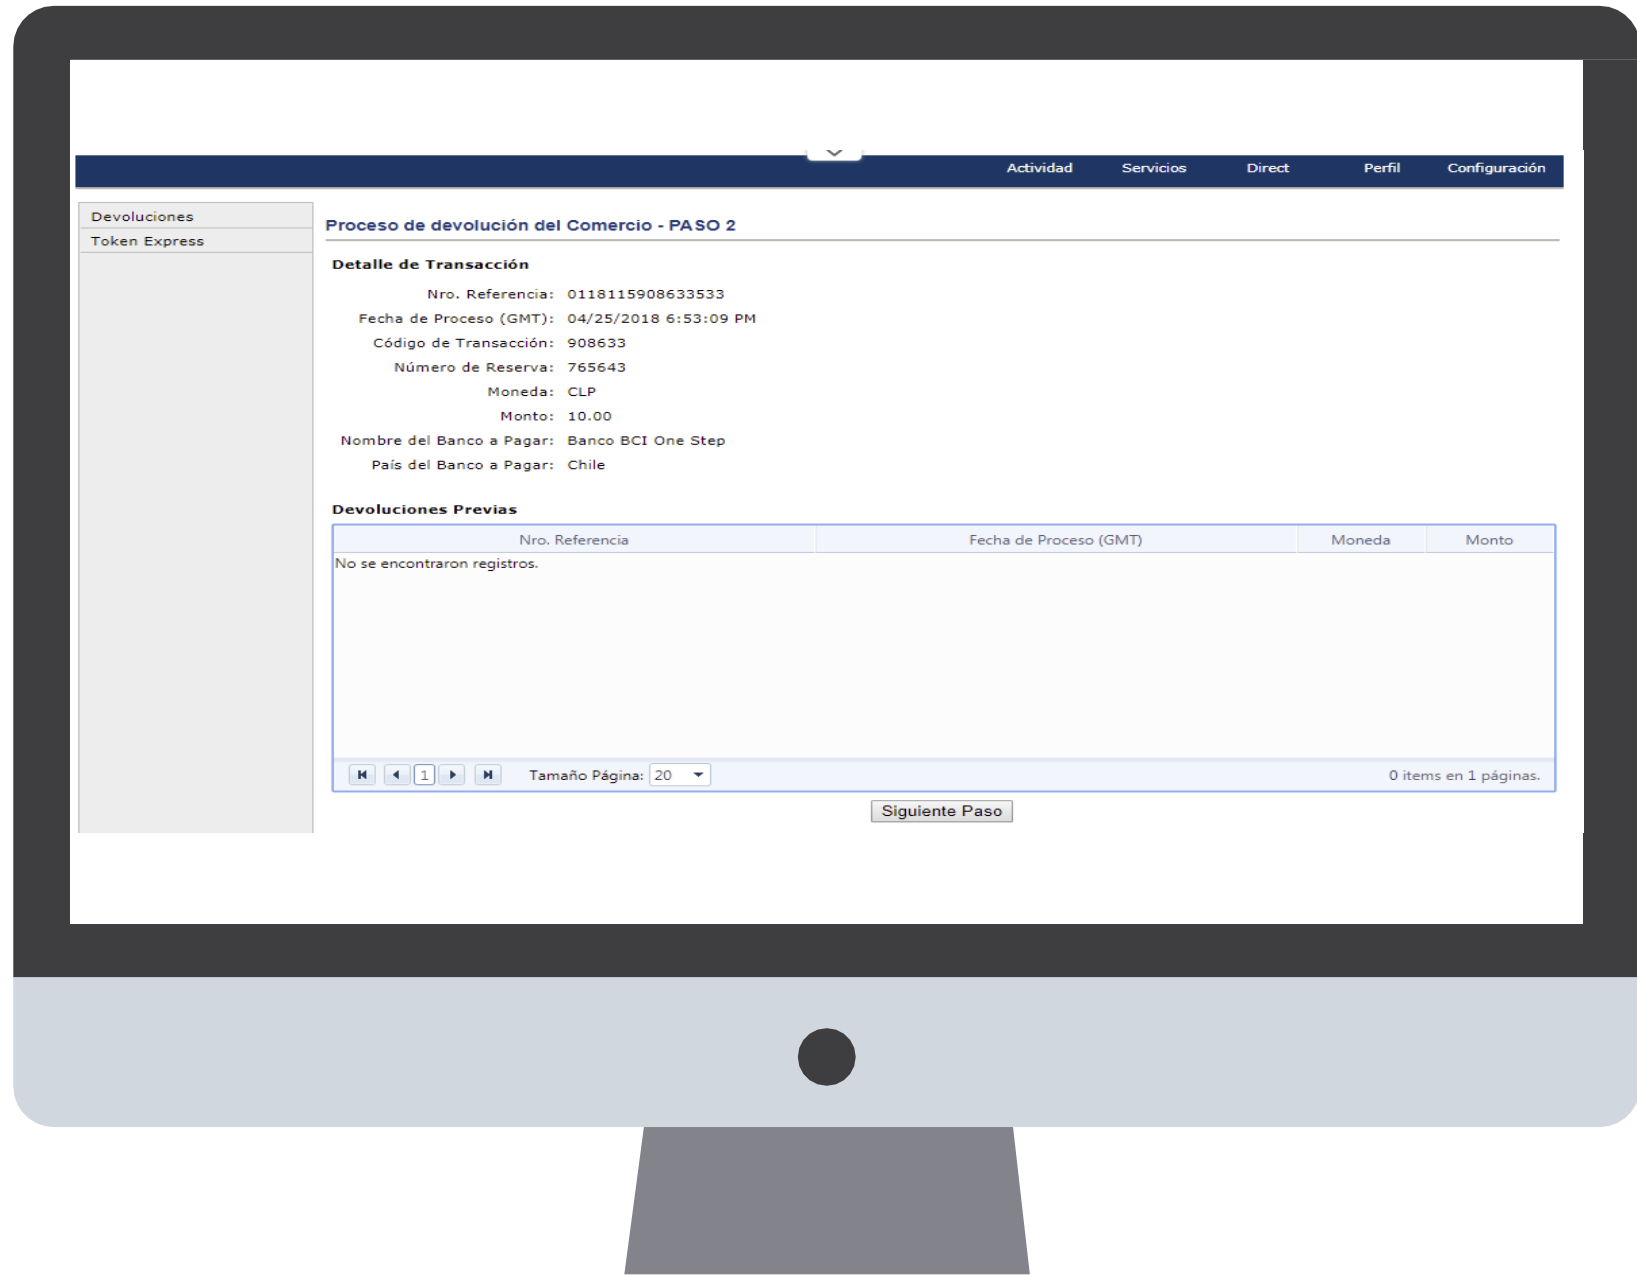 Actividad Servicios Direct Perfil Configuración
Devoluciones
Token Express
Proceso de devolución del Comercio - PASO 2
Detalle de Transacción
Nro. Referencia: 0118115908633533
Fecha de Proceso (GMT): 04/25/2018 6:53:09 PM
Código de Transacción: 908633
Número de Reserva: 765643
Moneda: CLP
Monto: 10.00
Nombre del Banco a Pagar: Banco BCI One Step
País del Banco a Pagar: Chile
Devoluciones Previas
Nro. Referencia Fecha de Proceso (GMT) Moneda Monto
No se encontraron registros.
1 Tamaño Página: 20 0 items en 1 páginas.
Siguiente Paso